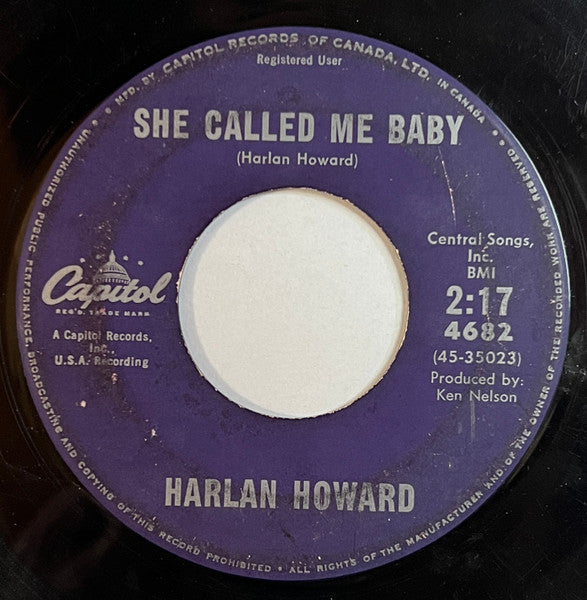 MFD. BY CAPITOL RECORDS OF CANADA, LTD. IN CANADA. • ALL RIGHTS OF THE MANUFACTURER AND OF THE OWNER OF THE RECORDED WORK ARE RESERVED
UNAUTHORIZED PUBLIC PERFORMANCE, BROADCASTING AND COPYING OF THIS RECORD PROHIBITED
Registered User
SHE CALLED ME BABY
(Harlan Howard)
Central Songs,
Inc.
BMI
2:17
4682
(45-35023)
Produced by:
Ken Nelson
Capitol
REG'D. TRADE MARK
A Capitol Records,
Inc.,
U.S.A. Recording
HARLAN HOWARD